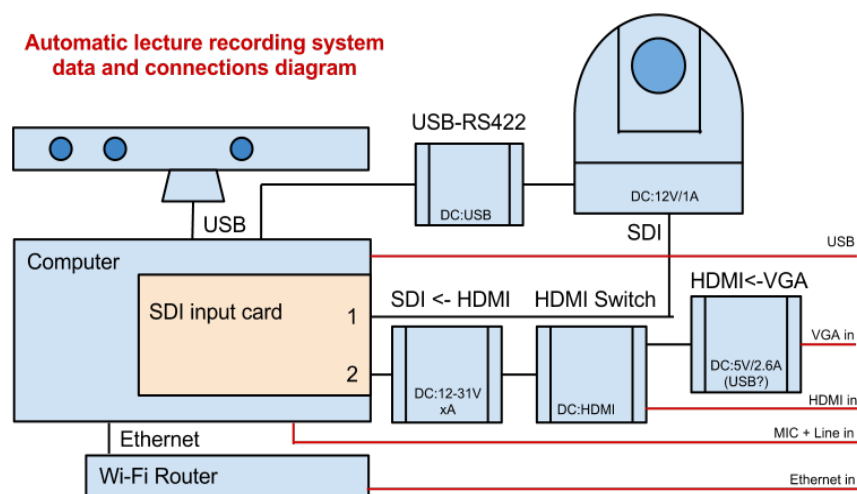 Automatic lecture recording system
data and connections diagram
USB-RS422
DC:USB
DC:12V/1A
USB
SDI
USB
Computer
SDI input card
1
2
SDI <- HDMI
HDMI Switch
HDMI<-VGA
DC:12-31V
xA
DC:HDMI
DC:5V/2.6A
(USB?)
VGA in
HDMI in
MIC + Line in
Ethernet
Wi-Fi Router
Ethernet in